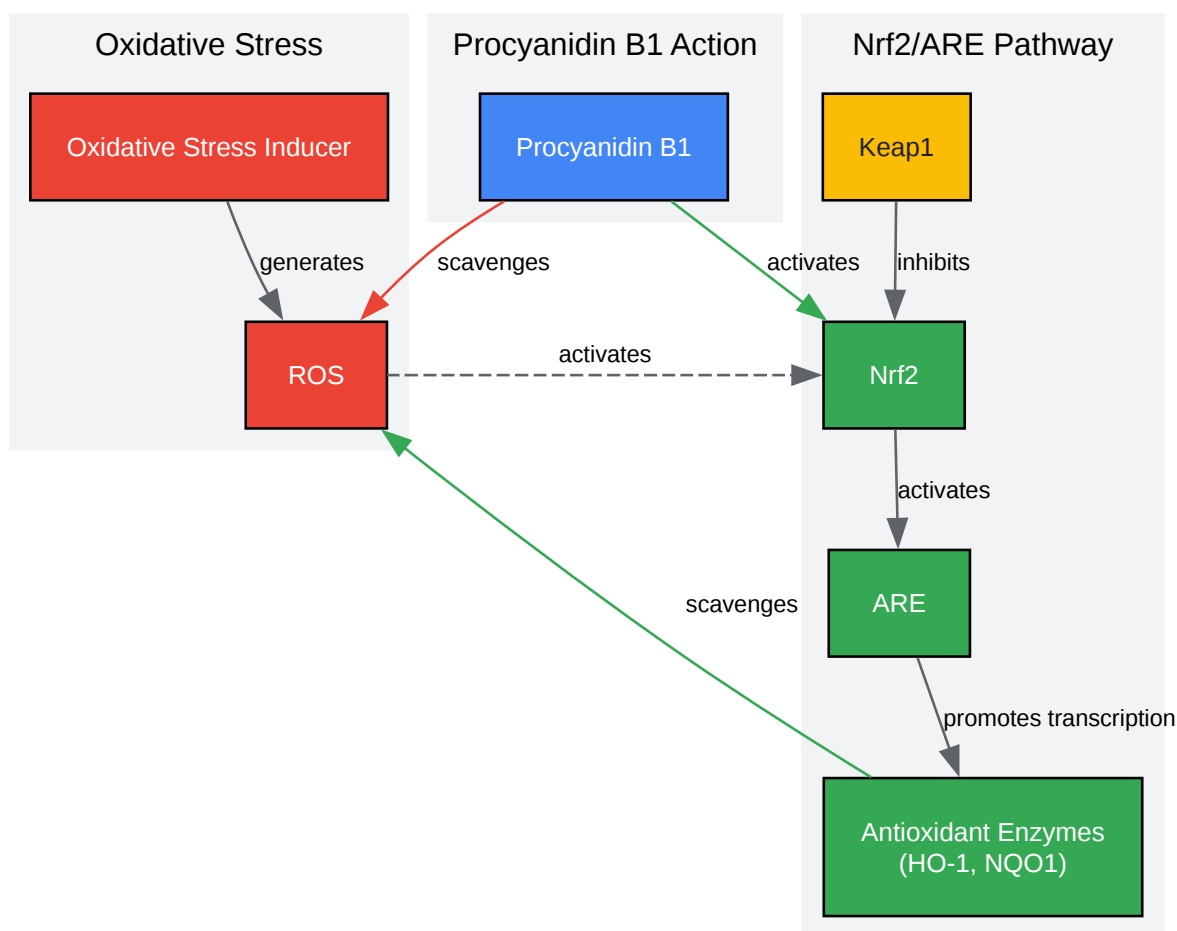 Oxidative Stress
Procyanidin B1 Action
Nrf2/ARE Pathway
Oxidative Stress Inducer
Procyanidin B1
Keap1
generates
scavenges
activates
inhibits
ROS
activates
Nrf2
activates
scavenges
ARE
promotes transcription
Antioxidant Enzymes
(HO-1, NQO1)